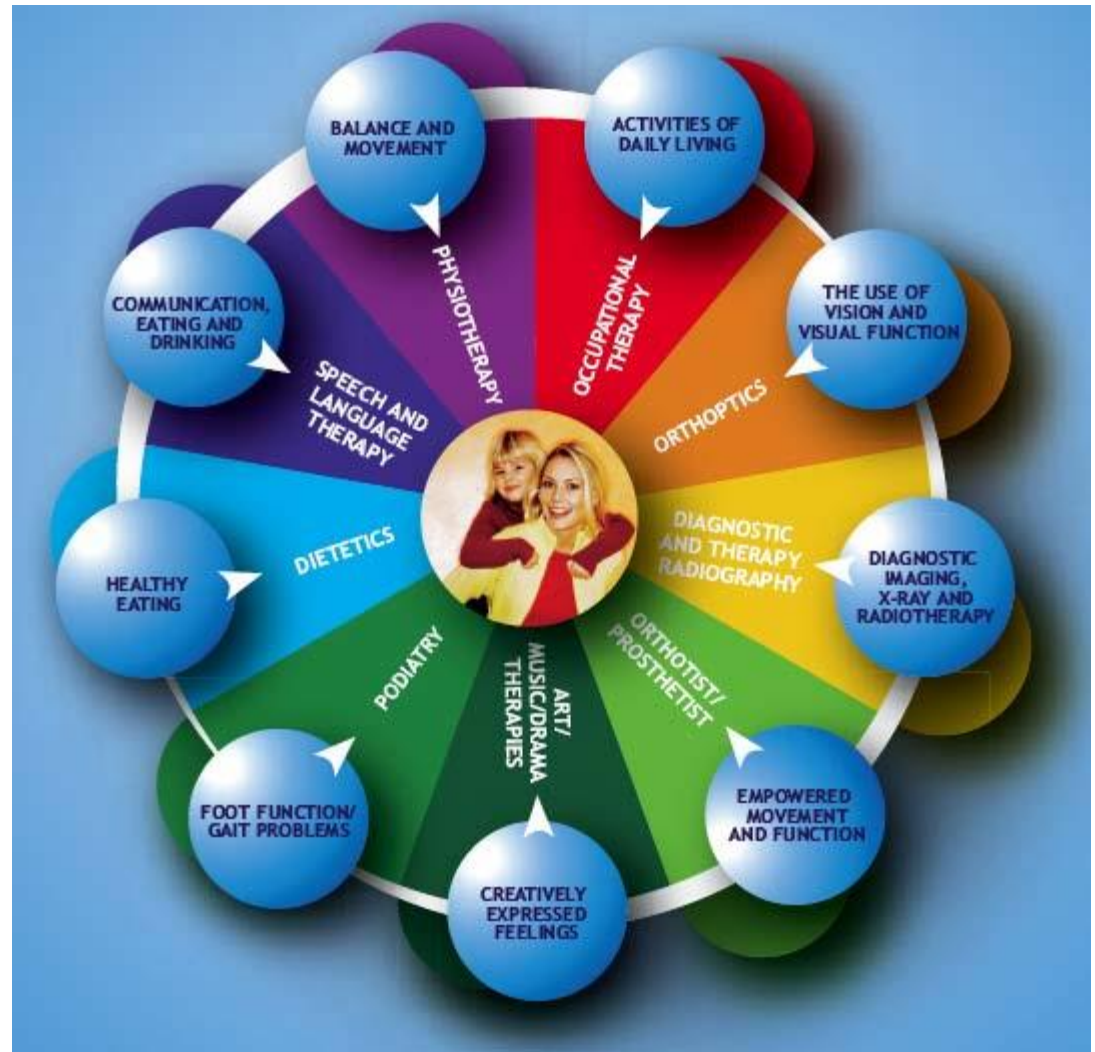 BALANCE AND
MOVEMENT
PHYSIOTHERAPY
ACTIVITIES OF
DAILY LIVING
OCCUPATIONAL
THERAPY
THE USE OF
VISION AND
VISUAL FUNCTION
ORTHOPTICS
DIAGNOSTIC
IMAGING,
X-RAY AND
RADIOTHERAPY
DIAGNOSTIC
AND THERAPY
RADIOGRAPHY
EMPOWERED
MOVEMENT
AND FUNCTION
ORTHOTIST/
PROSTHETIST
CREATIVELY
EXPRESSED
FEELINGS
ART/
MUSIC/DRAMA
THERAPIES
FOOT FUNCTION/
GAIT PROBLEMS
PODIATRY
HEALTHY
EATING
DIETETICS
COMMUNICATION,
EATING AND
DRINKING
SPEECH AND
LANGUAGE
THERAPY